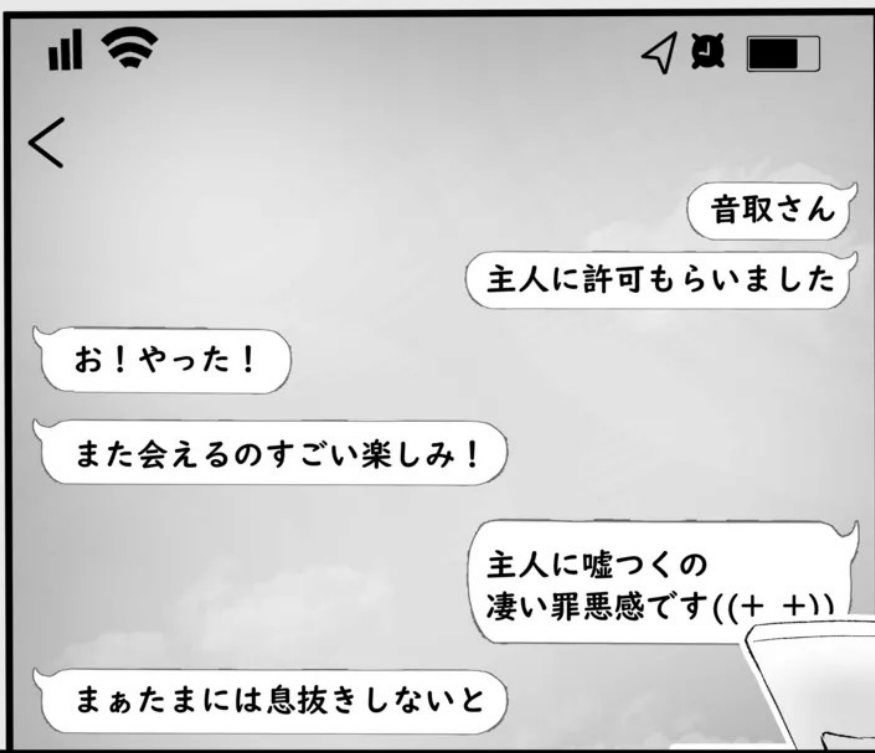 音取さん
主人に許可もらいました
お！やった！
また会えるのすごい楽しみ！
主人に嘘つくの
凄い罪悪感です((+_+))
まぁたまには息抜きしないと